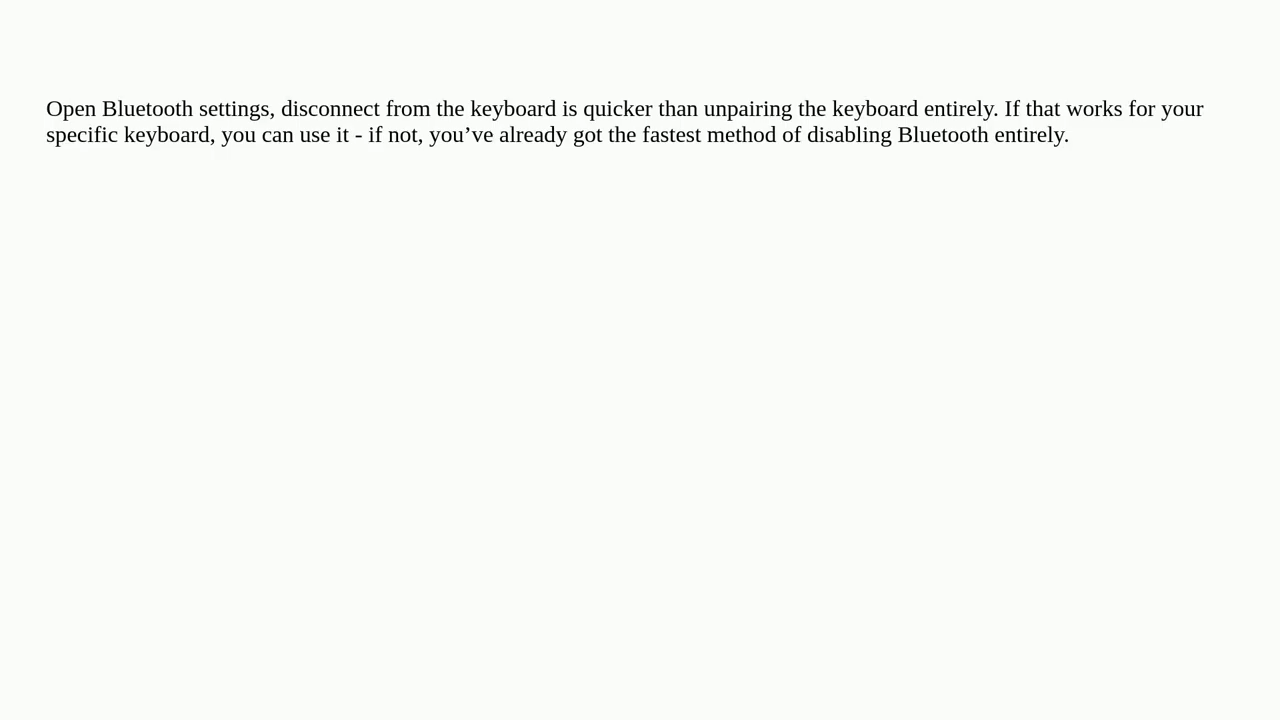 Open Bluetooth settings, disconnect from the keyboard is quicker than unpairing the keyboard entirely. If that works for your
specific keyboard, you can use it - if not, you’ve already got the fastest method of disabling Bluetooth entirely.